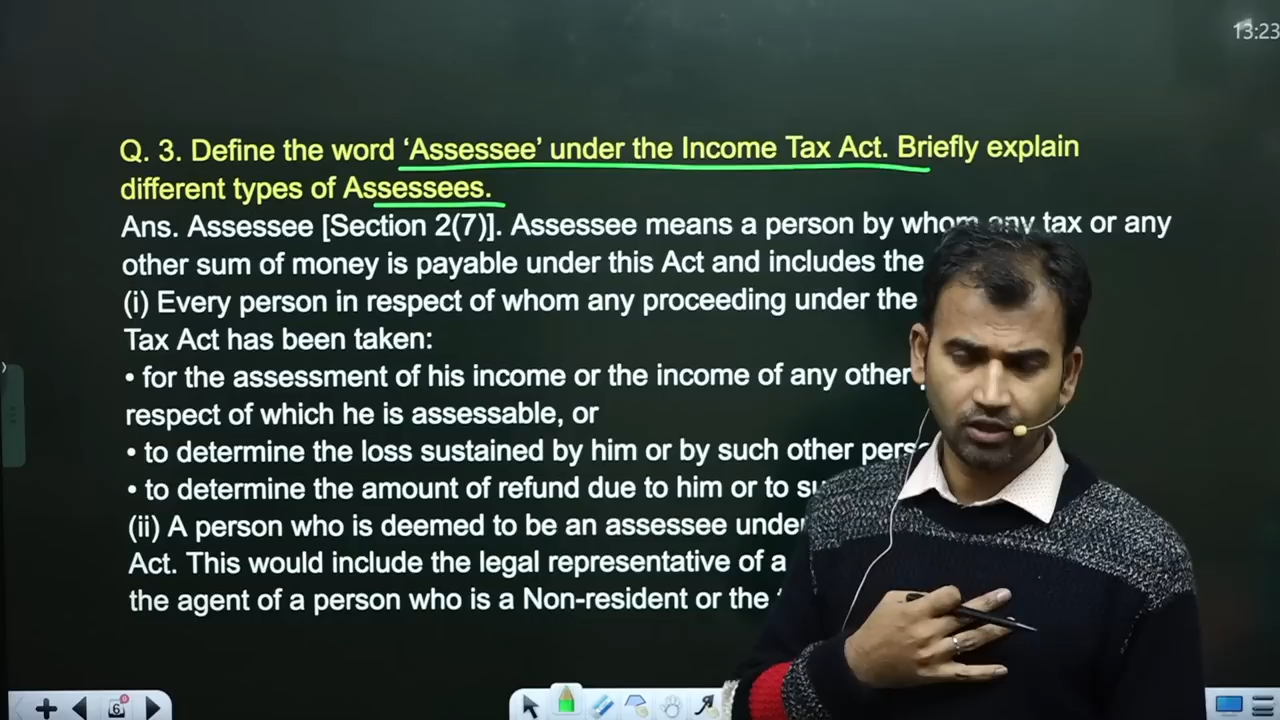 13:23
Q. 3. Define the word ‘Assessee’ under the Income Tax Act. Briefly explain
different types of Assessees.
Ans. Assessee [Section 2(7)]. Assessee means a person by whom any tax or any
other sum of money is payable under this Act and includes the
(i) Every person in respect of whom any proceeding under the
Tax Act has been taken:
• for the assessment of his income or the income of any other
respect of which he is assessable, or
• to determine the loss sustained by him or by such other
• to determine the amount of refund due to him or to
(ii) A person who is deemed to be an assessee
Act. This would include the legal representative of a
the agent of a person who is a Non-resident or the
6